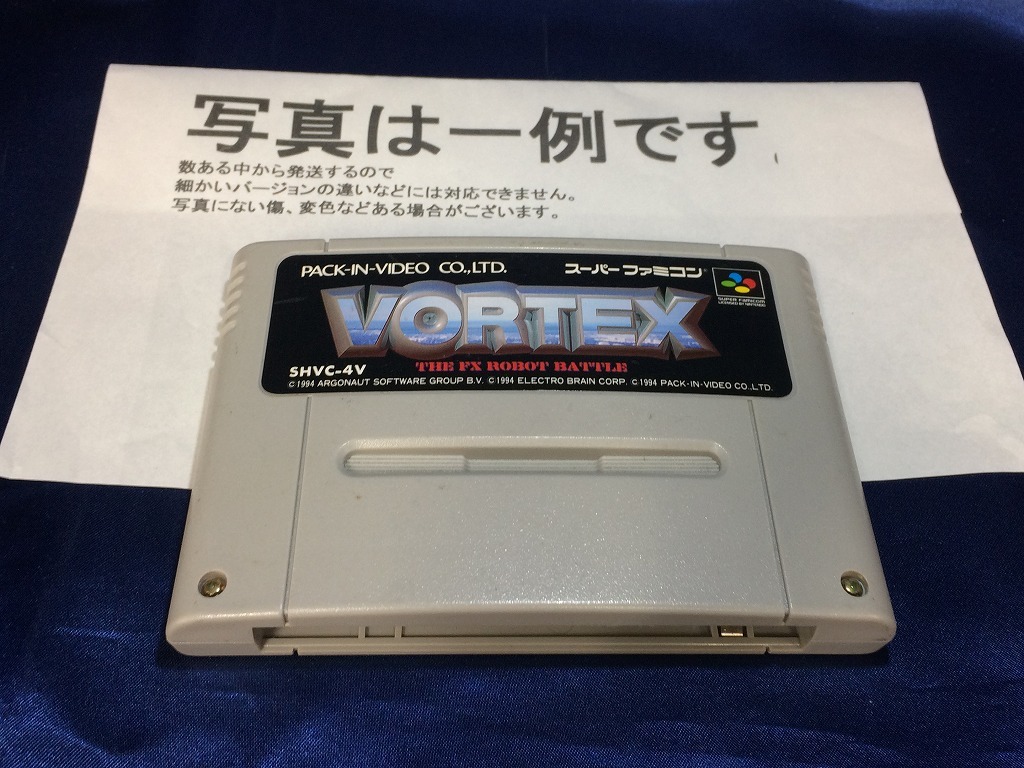 写真は一例です
数ある中から発送するので
細かいバージョンの違いなどには対応できません。
写真にない傷、変色などある場合がございます。
PACK-IN-VIDEO CO.,LTD. スーパーファミコン
SUPER FAMICOM
LICENSED BY NINTENDO
VORTEX
THE FX ROBOT BATTLE
SHVC-4V
©1994 ARGONAUT SOFTWARE GROUP B.V. ©1994 ELECTRO BRAIN CORP. ©1994 PACK-IN-VIDEO CO.,LTD.